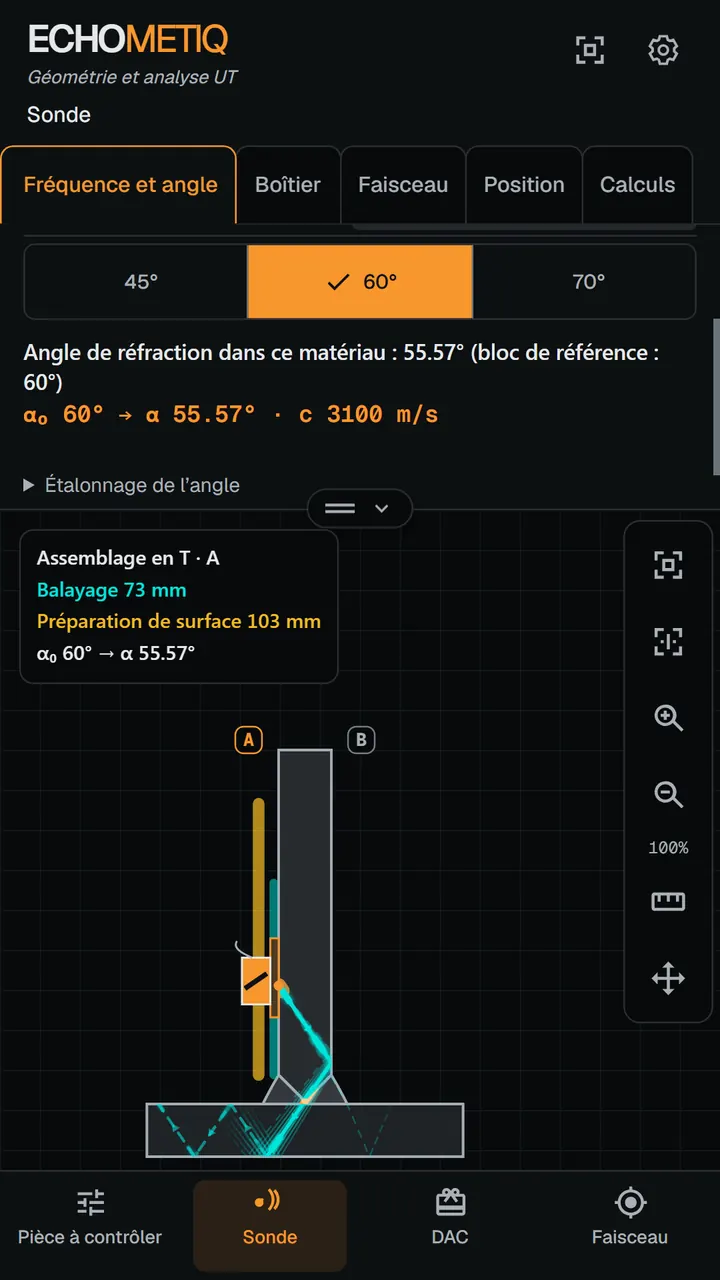 ECHOMETIQ
Géométrie et analyse UT
Sonde
Fréquence et angle
Boîtier
Faisceau
Position
Calculs
45°
60°
70°
Angle de réfraction dans ce matériau : 55.57° (bloc de référence :
60°)
α₀ 60° → α 55.57° · c 3100 m/s
Étalonnage de l’angle
Assemblage en T · A
Balayage 73 mm
Préparation de surface 103 mm
α₀ 60° → α 55.57°
A
B
100%
Pièce à contrôler
Sonde
DAC
Faisceau